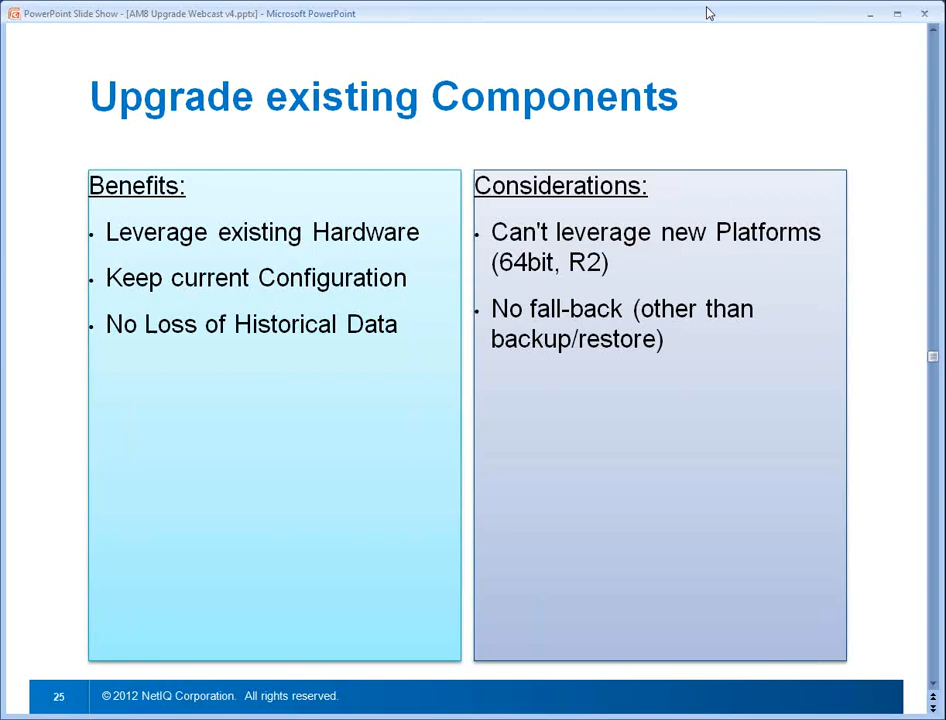 PowerPoint Slide Show - [AM8 Upgrade Webcast v4.pptx] - Microsoft PowerPoint
Upgrade existing Components
Benefits:
• Leverage existing Hardware
• Keep current Configuration
• No Loss of Historical Data
Considerations:
• Can't leverage new Platforms
(64bit, R2)
• No fall-back (other than
backup/restore)
25 © 2012 NetIQ Corporation. All rights reserved.